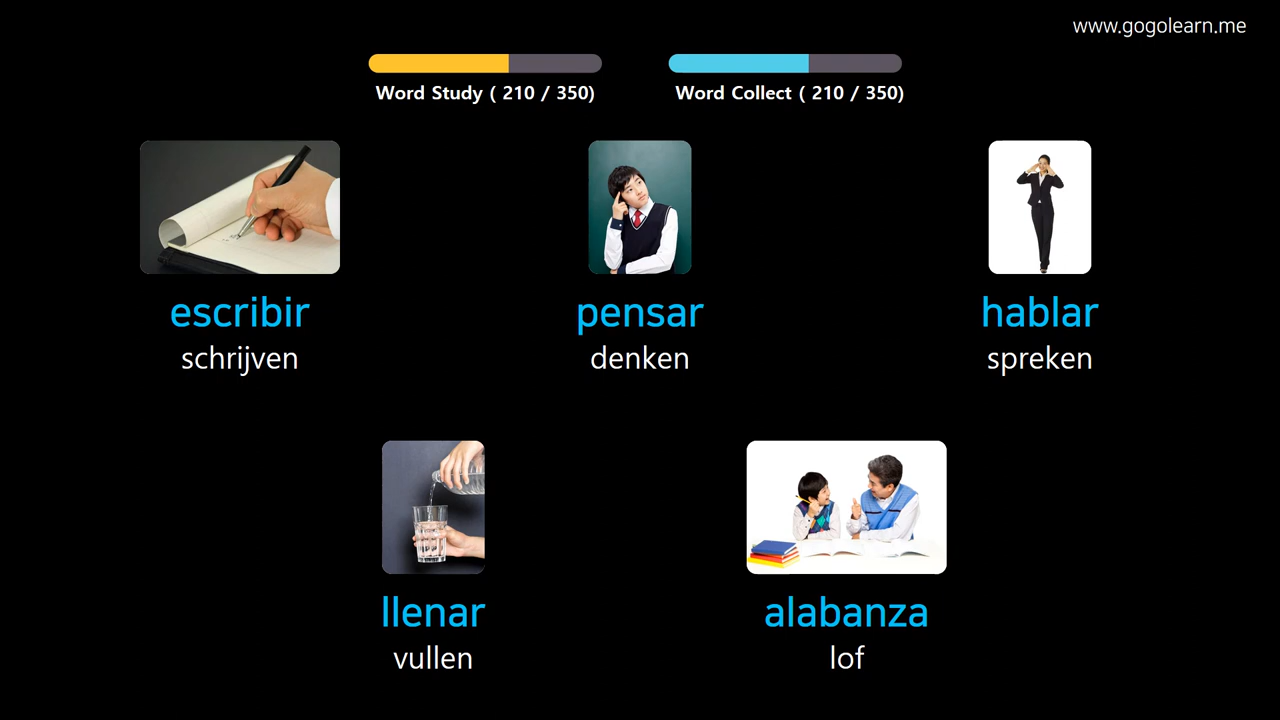 www.gogolearn.me
Word Study ( 210 / 350)
Word Collect ( 210 / 350)
escribir
schrijven
pensar
denken
hablar
spreken
llenar
vullen
alabanza
lof